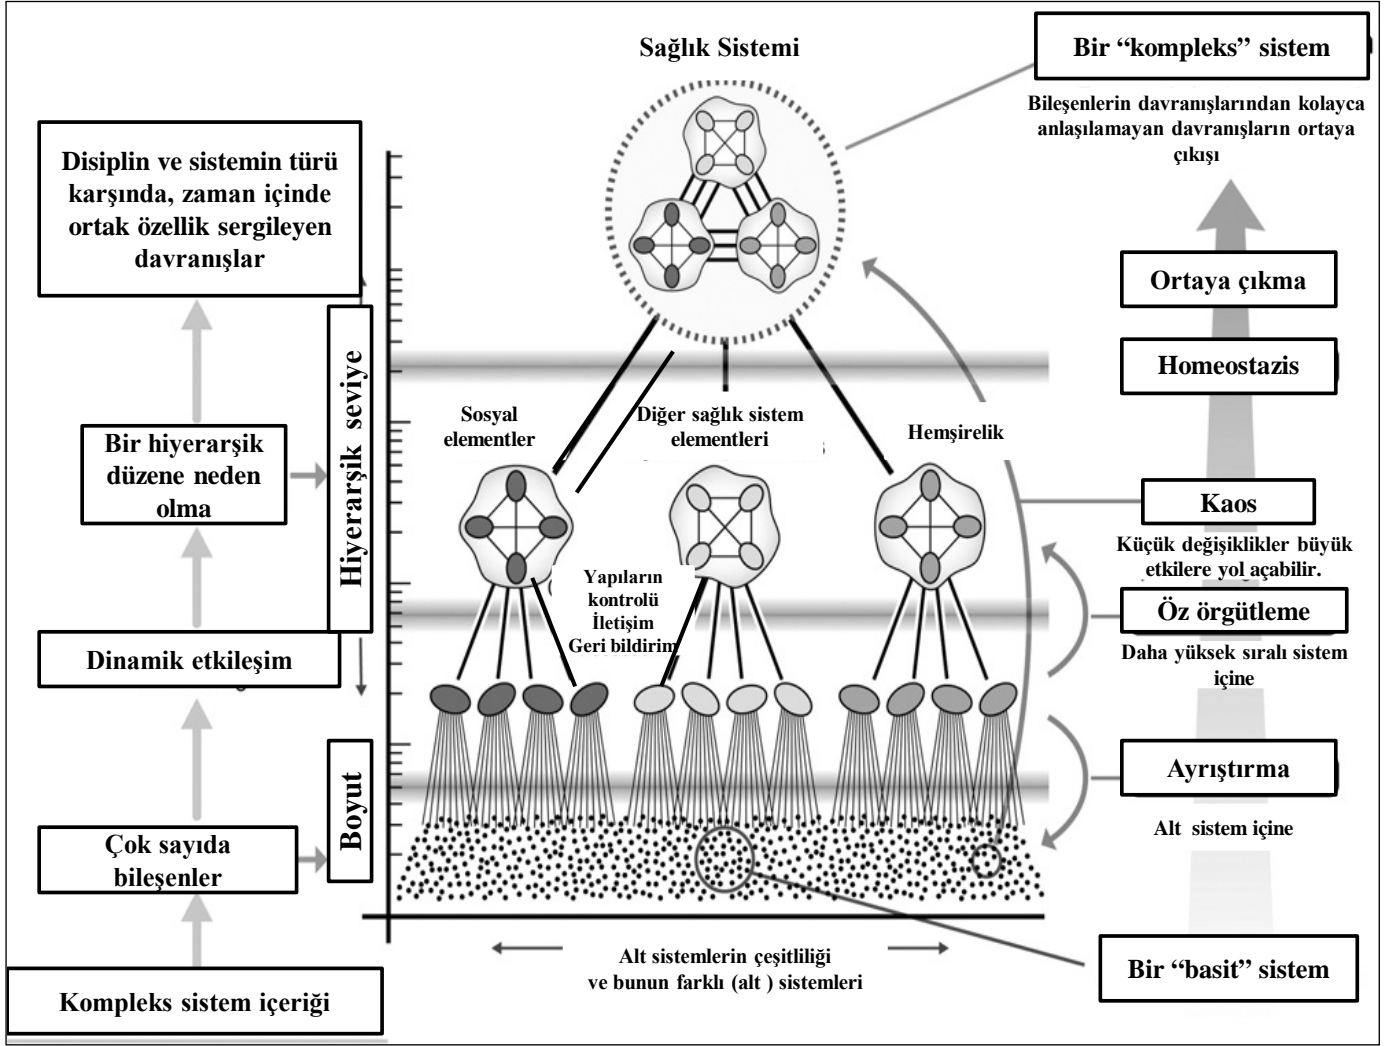 Sağlık Sistemi
Bir “kompleks” sistem
Bileşenlerin davranışlarından kolayca
anlaşılamayan davranışların ortaya
çıkışı
Disiplin ve sistemin türü
karşında, zaman içinde
ortak özellik sergileyen
davranışlar
Ortaya çıkma
Homeostazis
Hiyerarşik seviye
Bir hiyerarşik
düzene neden
olma
Sosyal
elementler
Diğer sağlık sistem
elementleri
Hemşirelik
Kaos
Küçük değişiklikler büyük
etkilere yol açabilir.
Yapıların
kontrolü
İletişim
Geri bildirim
Öz örgütleme
Daha yüksek sıralı sistem
içine
Dinamik etkileşim
Boyut
Ayrıştırma
Alt sistem içine
Çok sayıda
bileşenler
Alt sistemlerin çeşitliliği
ve bunun farklı (alt ) sistemleri
Bir “basit” sistem
Kompleks sistem içeriği